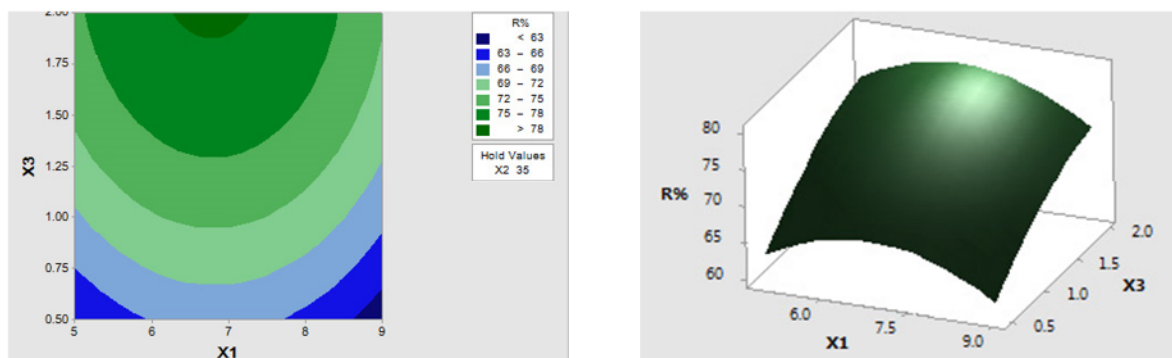 2.00
1.75
1.50
1.25
1.00
0.75
0.50
X3
5
6
7
8
9
X1
R%
< 63
63 – 66
66 – 69
69 – 72
72 – 75
75 – 78
> 78
Hold Values
X2 35
80
75
70
65
60
R%
6.0
7.5
9.0
X1
0.5
1.0
1.5
2.0
X3